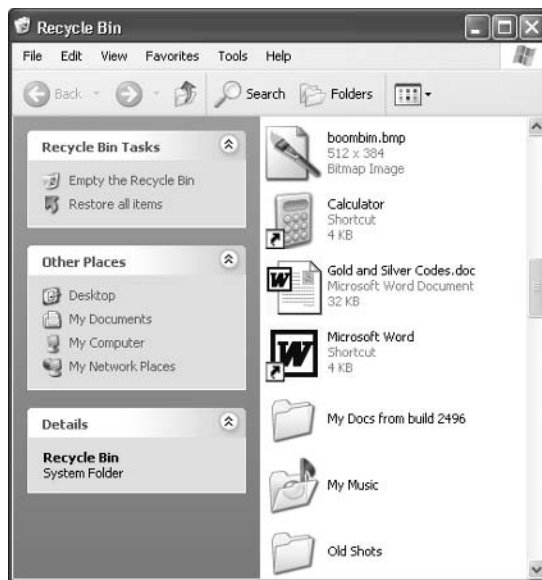 Recycle Bin
File Edit View Favorites Tools Help
Back Search Folders
Recycle Bin Tasks
Empty the Recycle Bin
Restore all items
Other Places
Desktop
My Documents
My Computer
My Network Places
Details
Recycle Bin
System Folder
boombim.bmp
512 x 384
Bitmap Image
Calculator
Shortcut
4 KB
Gold and Silver Codes.doc
Microsoft Word Document
32 KB
Microsoft Word
Shortcut
4 KB
My Docs from build 2496
My Music
Old Shots